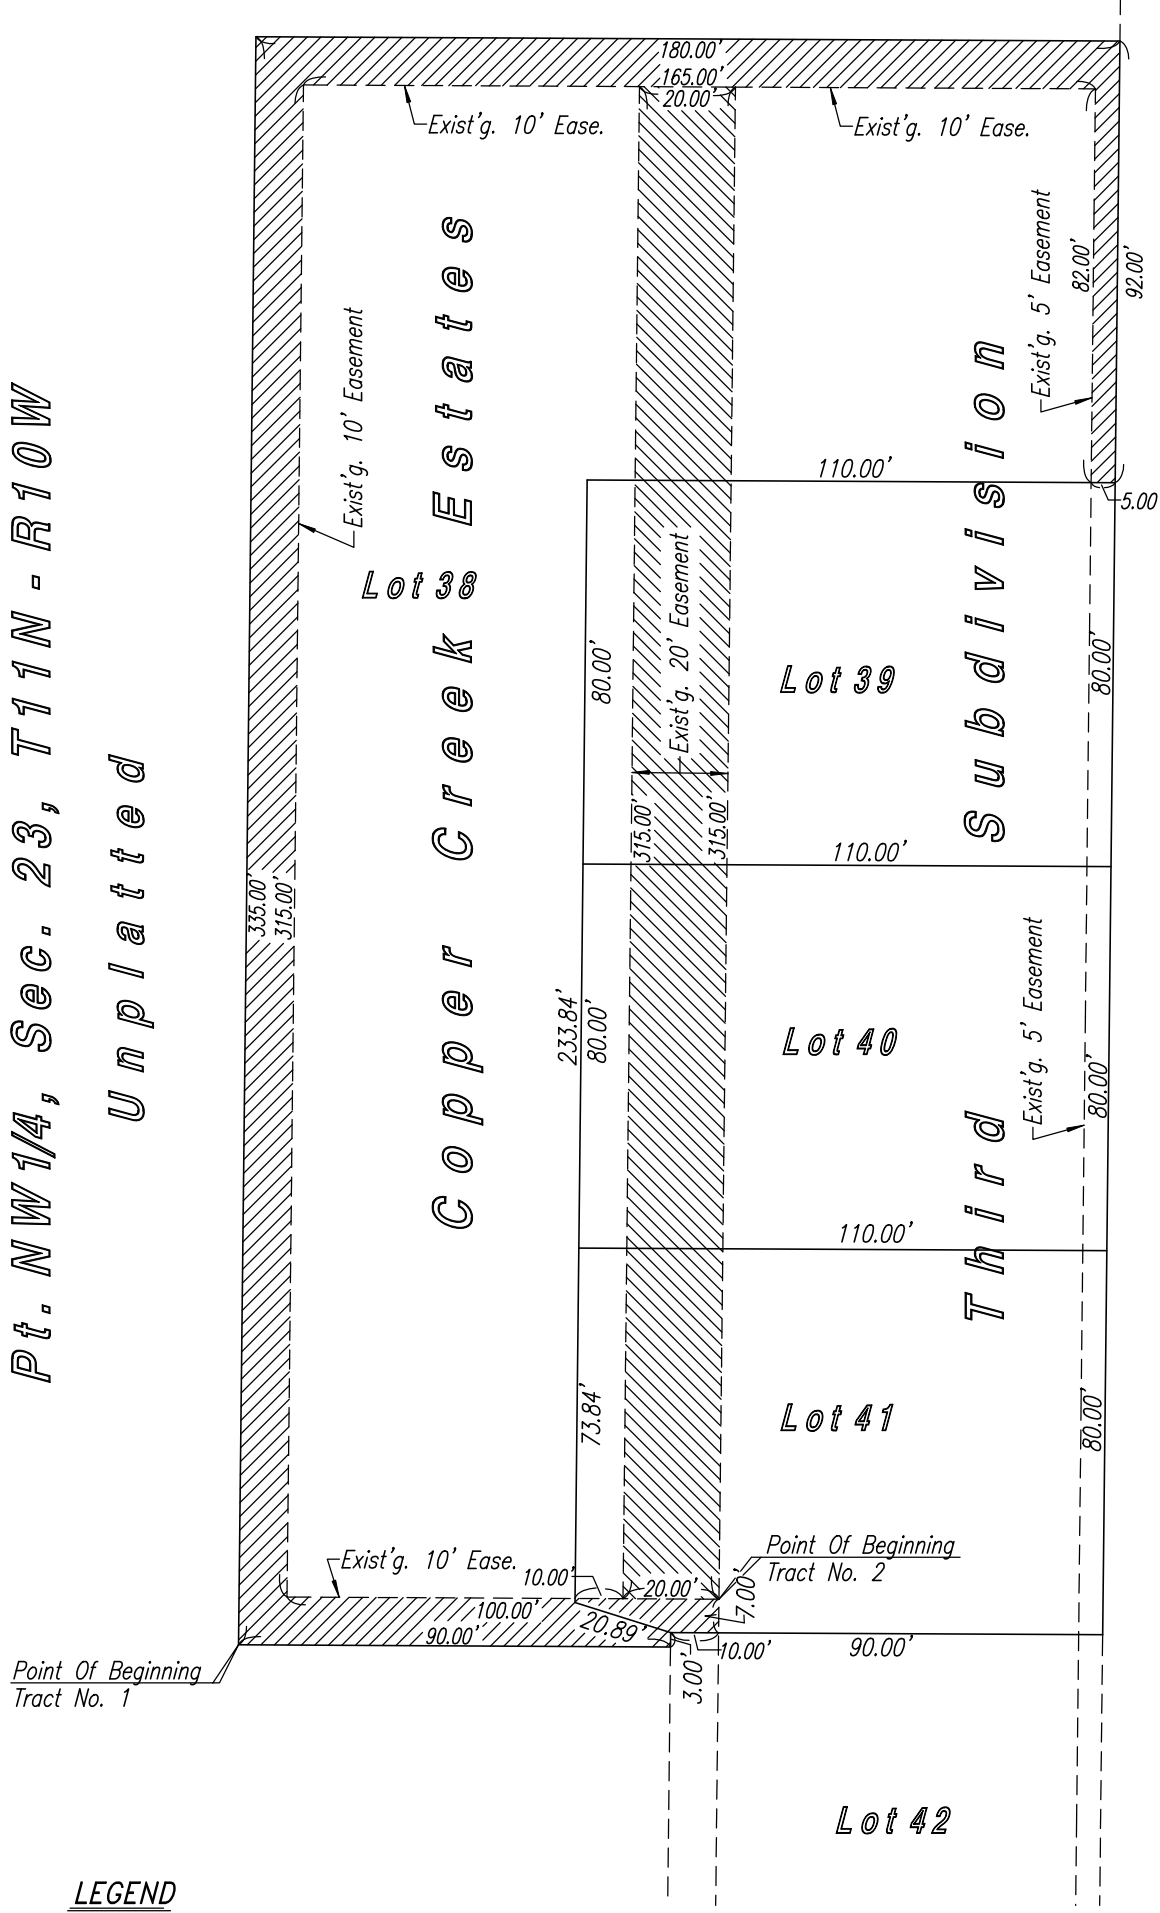 180.00'
165.00'
20.00'
Exist'g. 10' Ease.
Exist'g. 10' Ease.
Exist'g. 5' Easement
82.00'
92.00'
Exist'g. 10' Easement
Pt. NW 1/4, Sec. 23, T11N - R10W
Unplatted
Copper Creek Estates
Third Subdivision
110.00'
5.00
Lot 38
Exist'g. 20' Easement
80.00'
Lot 39
80.00'
315.00'
315.00'
110.00'
335.00'
315.00'
233.84'
80.00'
Lot 40
Exist'g. 5' Easement
80.00'
110.00'
73.84'
Lot 41
80.00'
Exist'g. 10' Ease.
10.00'
20.00'
Point Of Beginning
Tract No. 2
7.00'
100.00'
20.89'
90.00'
10.00'
90.00'
3.00'
Point Of Beginning
Tract No. 1
Lot 42
LEGEND